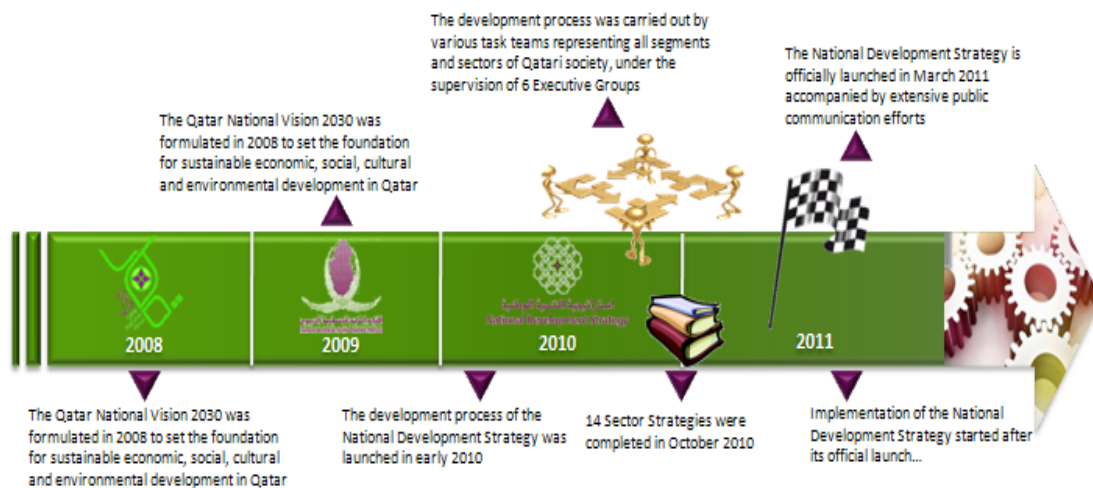 The development process was carried out by
various task teams representing all segments
and sectors of Qatari society, under the
supervision of 6 Executive Groups
The National Development Strategy is
officially launched in March 2011
accompanied by extensive public
communication efforts
The Qatar National Vision 2030 was
formulated in 2008 to set the foundation
for sustainable economic, social, cultural
and environmental development in Qatar
استراتيجية التنمية الوطنية
National Development Strategy
2008
2009
2010
2011
The Qatar National Vision 2030 was
formulated in 2008 to set the foundation
for sustainable economic, social, cultural
and environmental development in Qatar
The development process of the
National Development Strategy was
launched in early 2010
14 Sector Strategies were
completed in October 2010
Implementation of the National
Development Strategy started after
its official launch...